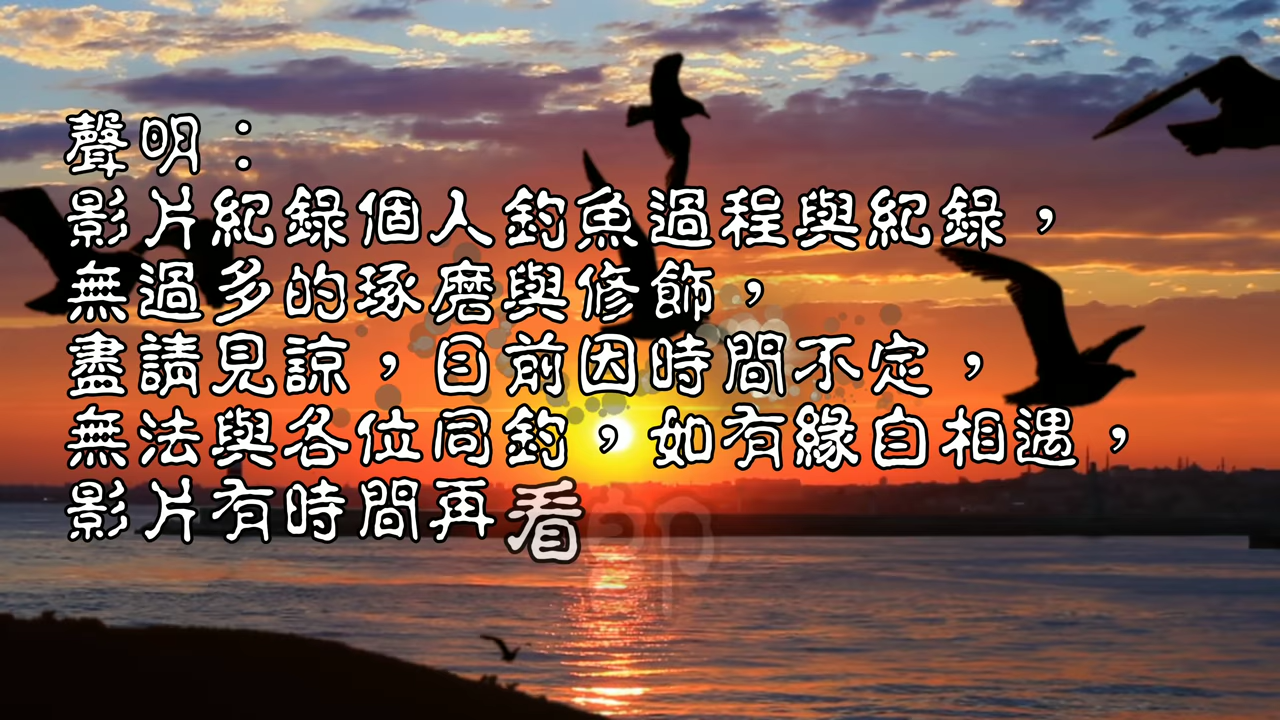 聲明：
影片紀錄個人釣魚過程與紀錄，
無過多的琢磨與修飾，
盡請見諒，目前因時間不定，
無法與各位同釣，如有緣自相遇，
影片有時間再看